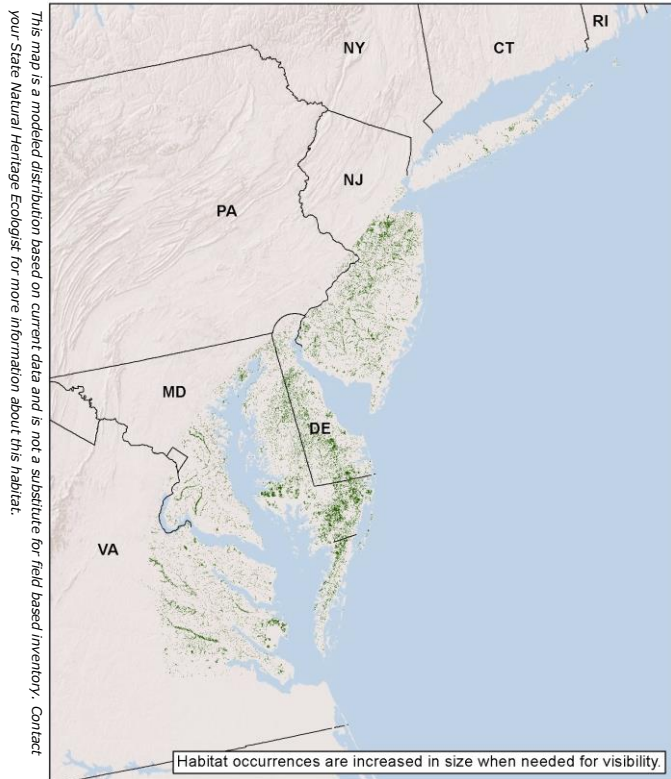 This map is a modeled distribution based on current data and is not a substitute for field based inventory. Contact
your State Natural Heritage Ecologist for more information about this habitat.
NY
CT
RI
PA
NJ
MD
DE
VA
Habitat occurrences are increased in size when needed for visibility.